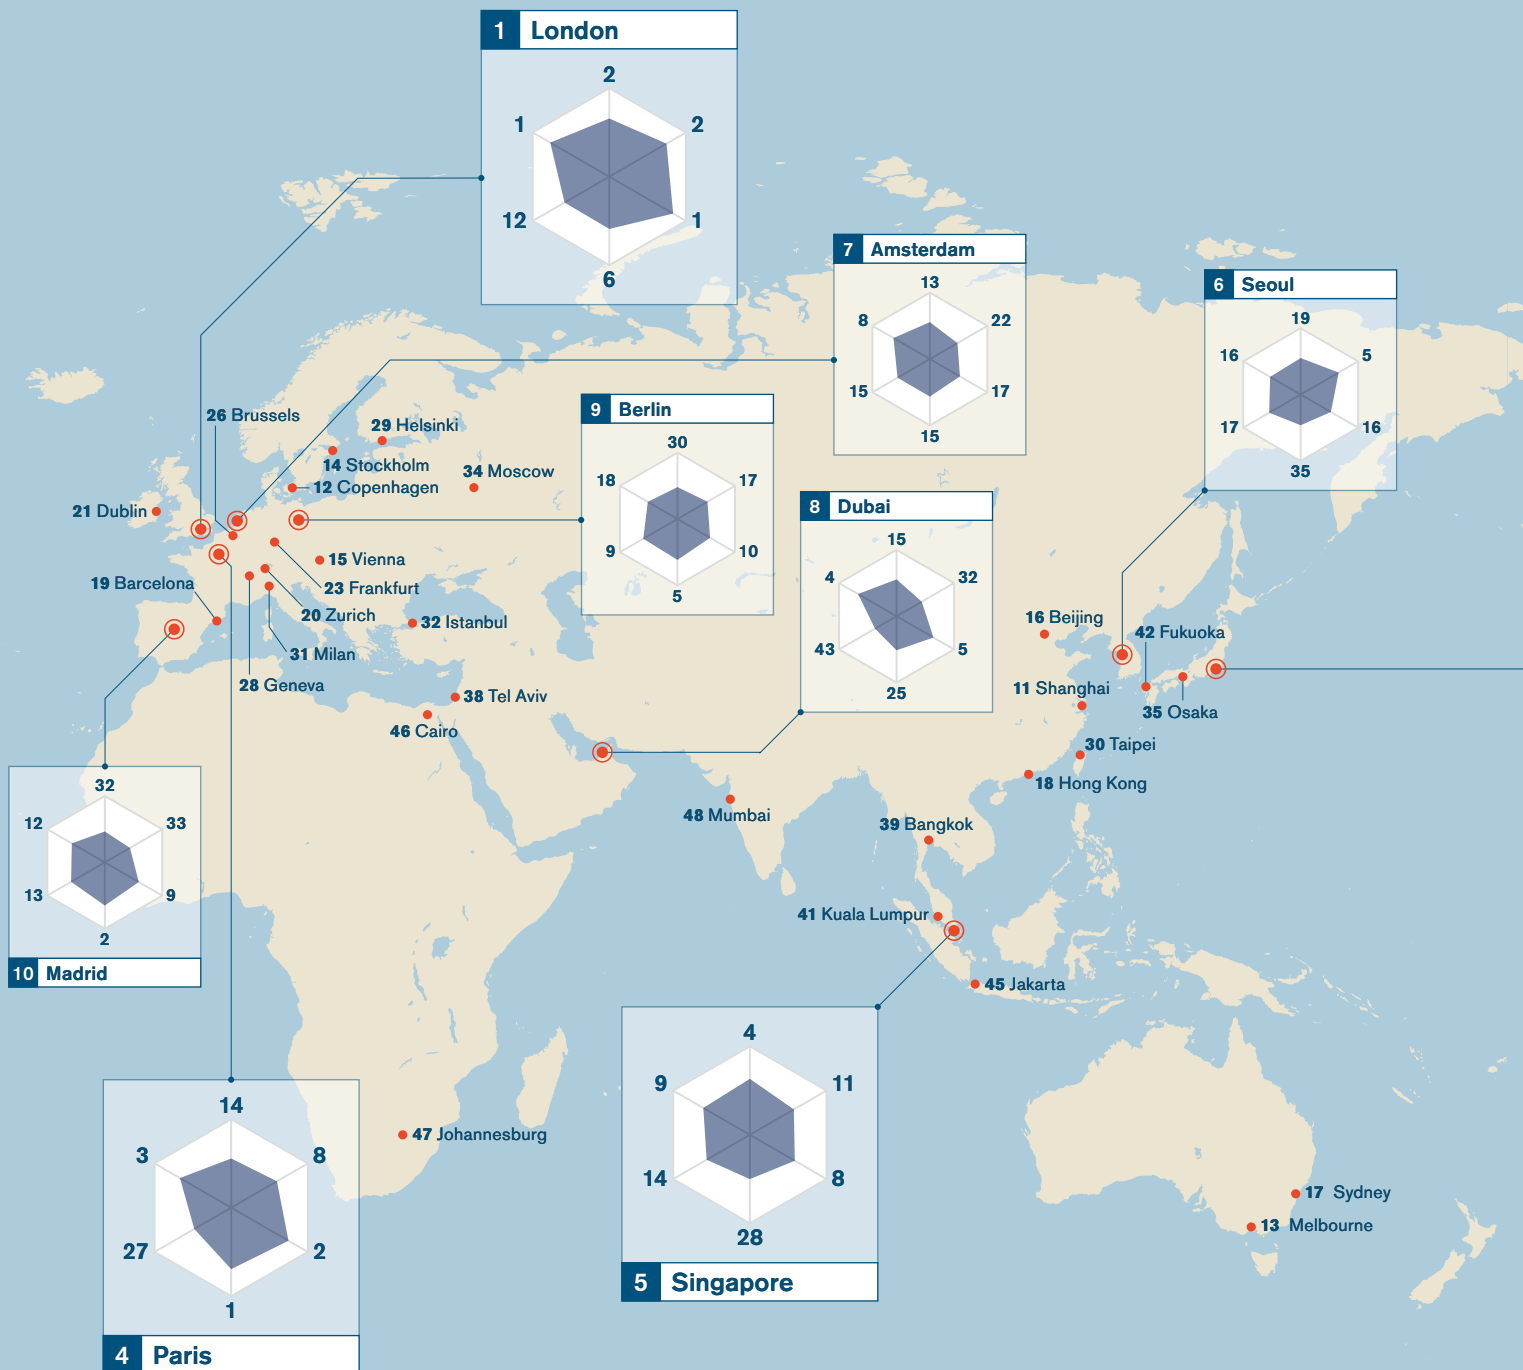 1 London
2
1
2
12
1
6
7 Amsterdam
13
8
22
15
17
15
6 Seoul
19
16
5
17
16
35
9 Berlin
30
18
17
9
10
5
8 Dubai
15
4
32
43
5
25
26 Brussels
29 Helsinki
14 Stockholm
34 Moscow
12 Copenhagen
21 Dublin
15 Vienna
19 Barcelona
23 Frankfurt
20 Zurich
32 Istanbul
31 Milan
28 Geneva
38 Tel Aviv
46 Cairo
16 Beijing
42 Fukuoka
11 Shanghai
35 Osaka
30 Taipei
18 Hong Kong
48 Mumbai
39 Bangkok
41 Kuala Lumpur
45 Jakarta
32
12
33
13
9
2
10 Madrid
47 Johannesburg
17 Sydney
13 Melbourne
14
3
8
27
2
1
4 Paris
4
9
11
14
8
28
5 Singapore